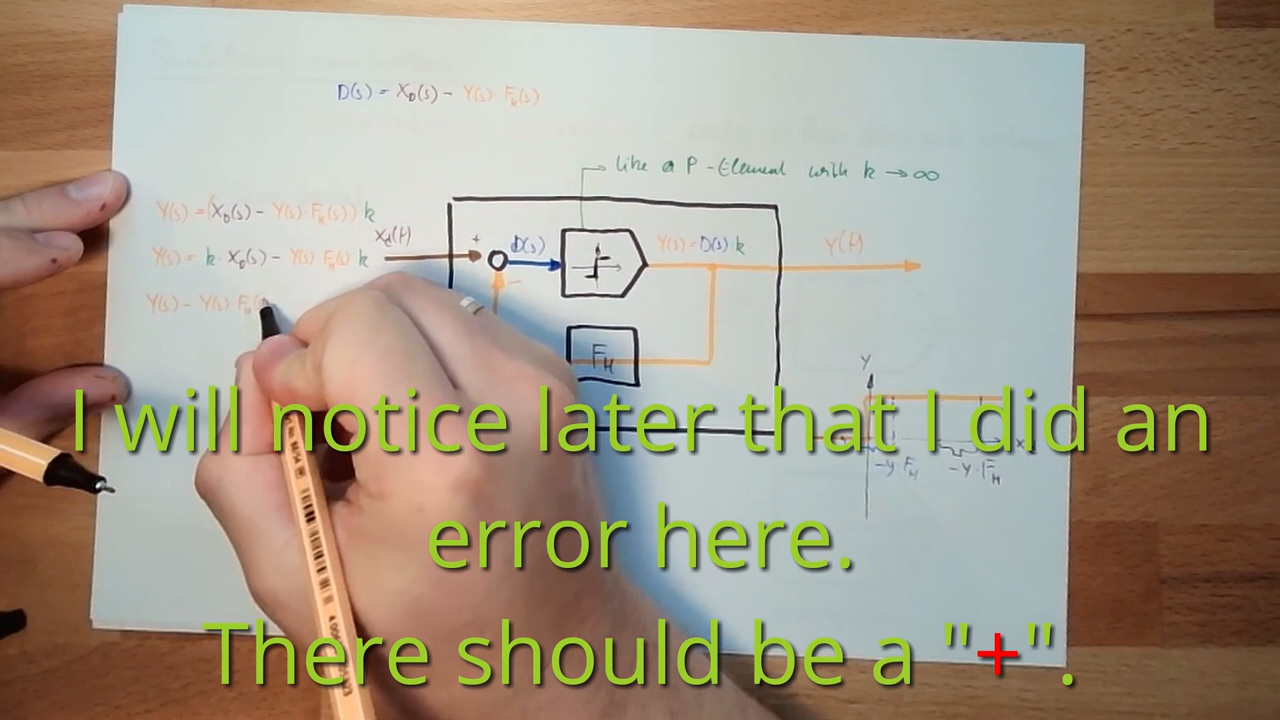 D(s) = X_D(s) - Y(s) F_H(s)
Like a P-Element with k → ∞
Y(s) = (X_D(s) - Y(s) F_H(s)) k
Y(s) = k · X_D(s) - Y(s) F_H(s) k
Y(s) - Y(s) F_H(s
X_d(t)
+
D(s)
Y(s) = D(s) k
Y(t)
-
F_H
Y
X
-Y F_H
-Y · F_H
I will notice later that I did an
error here.
There should be a "+".